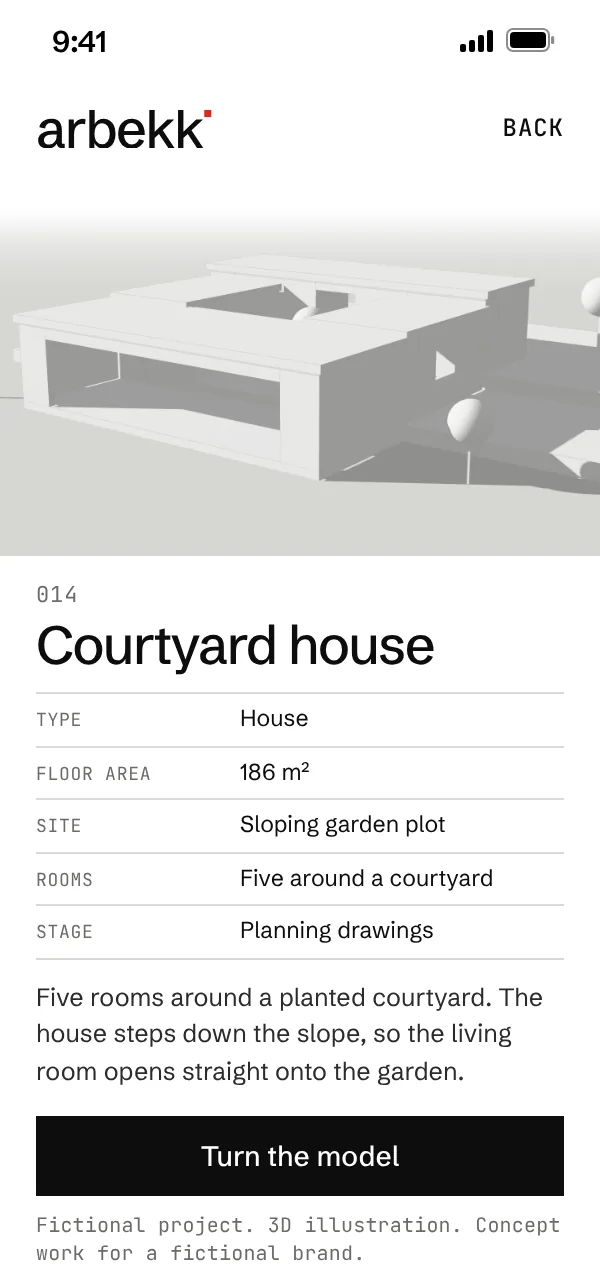 9:41
arbekk
BACK
014
Courtyard house
TYPE House
FLOOR AREA 186 m²
SITE Sloping garden plot
ROOMS Five around a courtyard
STAGE Planning drawings
Five rooms around a planted courtyard. The
house steps down the slope, so the living
room opens straight onto the garden.
Turn the model
Fictional project. 3D illustration. Concept
work for a fictional brand.